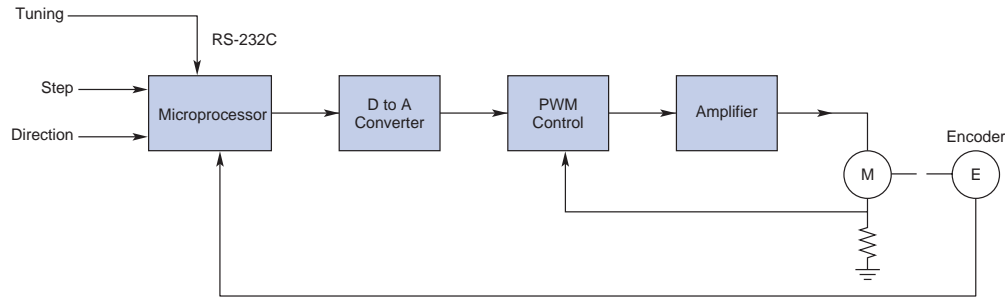 Tuning
RS-232C
Step
Direction
Microprocessor
D to A
Converter
PWM
Control
Amplifier
Encoder
M
E